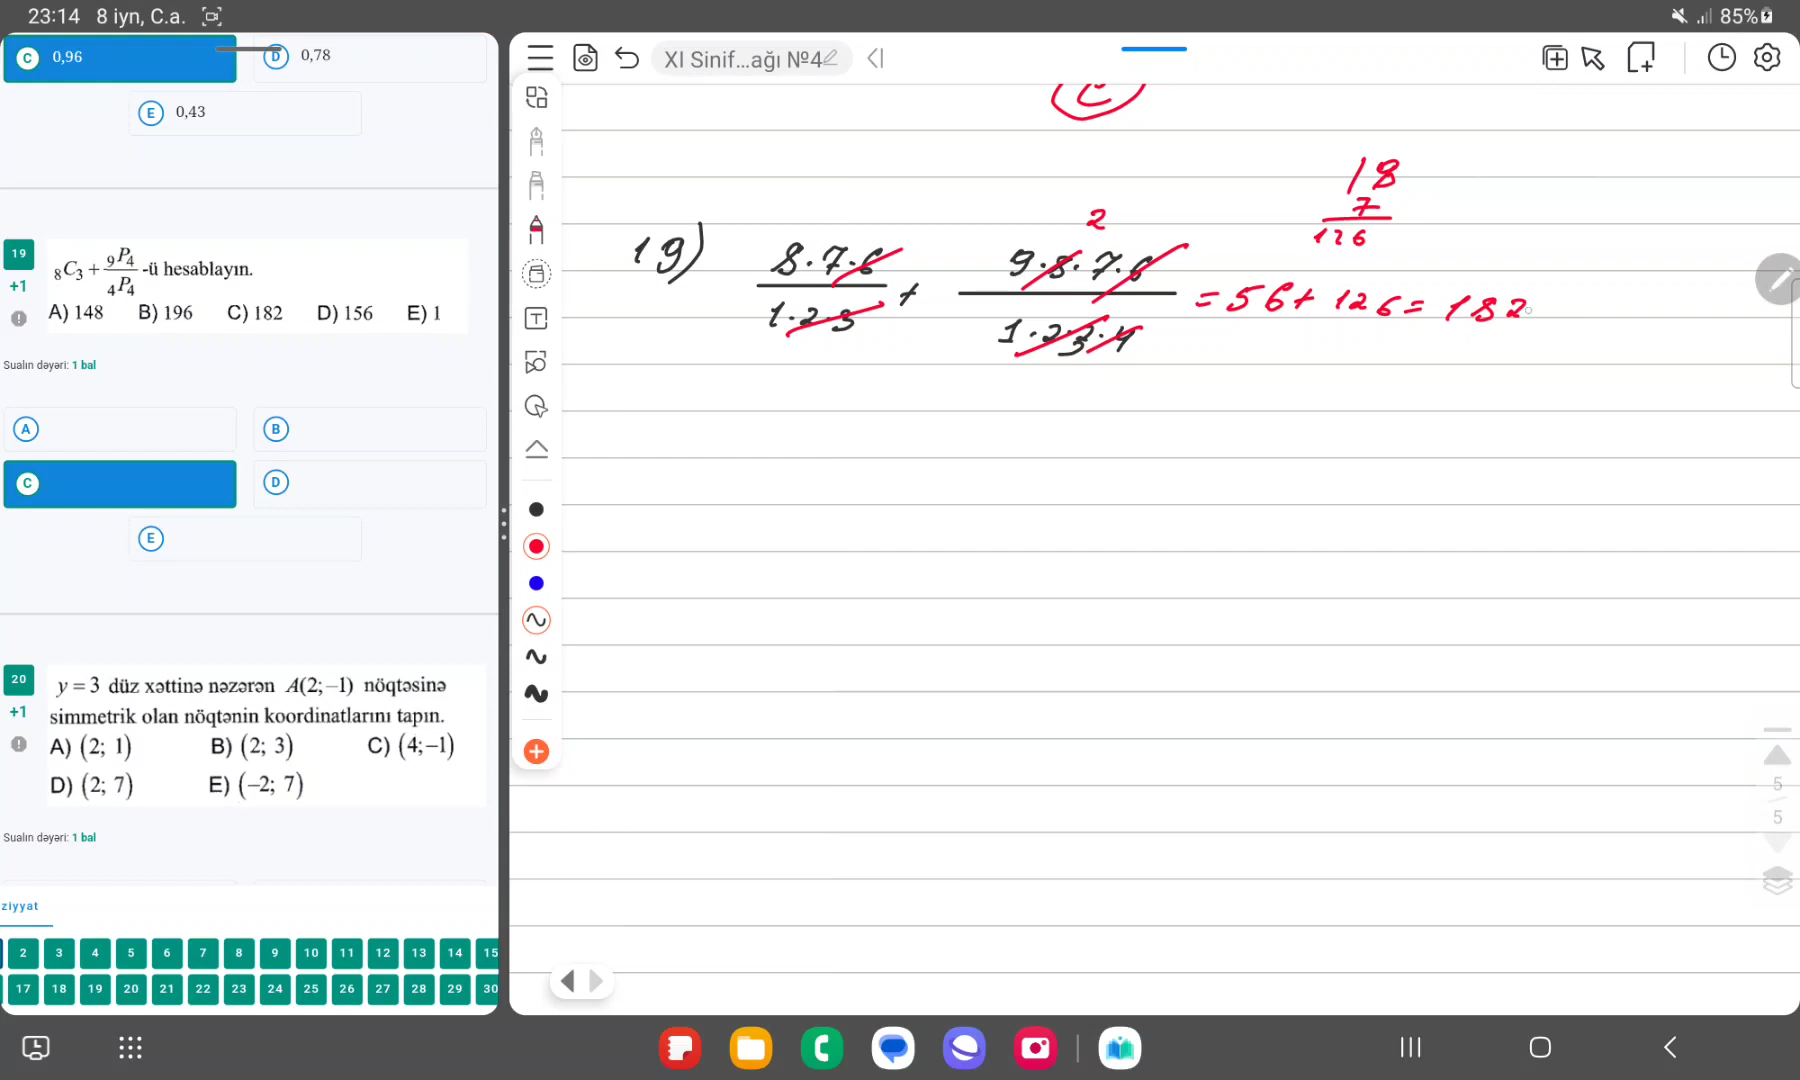 23:14 8 iyn, C.a.
85%
C 0,96
D 0,78
E 0,43
19
+1
₈C₃ + ₉P₄/₄P₄ -ü hesablayın.
A) 148 B) 196 C) 182 D) 156 E) 1
Sualın dəyəri: 1 bal
A
B
C
D
E
20
+1
y = 3 düz xəttinə nəzərən A(2;–1) nöqtəsinə
simmetrik olan nöqtənin koordinatlarını tapın.
A) (2; 1) B) (2; 3) C) (4;–1)
D) (2; 7) E) (–2; 7)
Sualın dəyəri: 1 bal
ziyyat
2 3 4 5 6 7 8 9 10 11 12 13 14 15
17 18 19 20 21 22 23 24 25 26 27 28 29 30
XI Sinif...ağı №4
18
7
126
2
19) 8·7·6/1·2·3 + 9·8·7·6/1·2·3·4 = 56 + 126 = 182
5
5